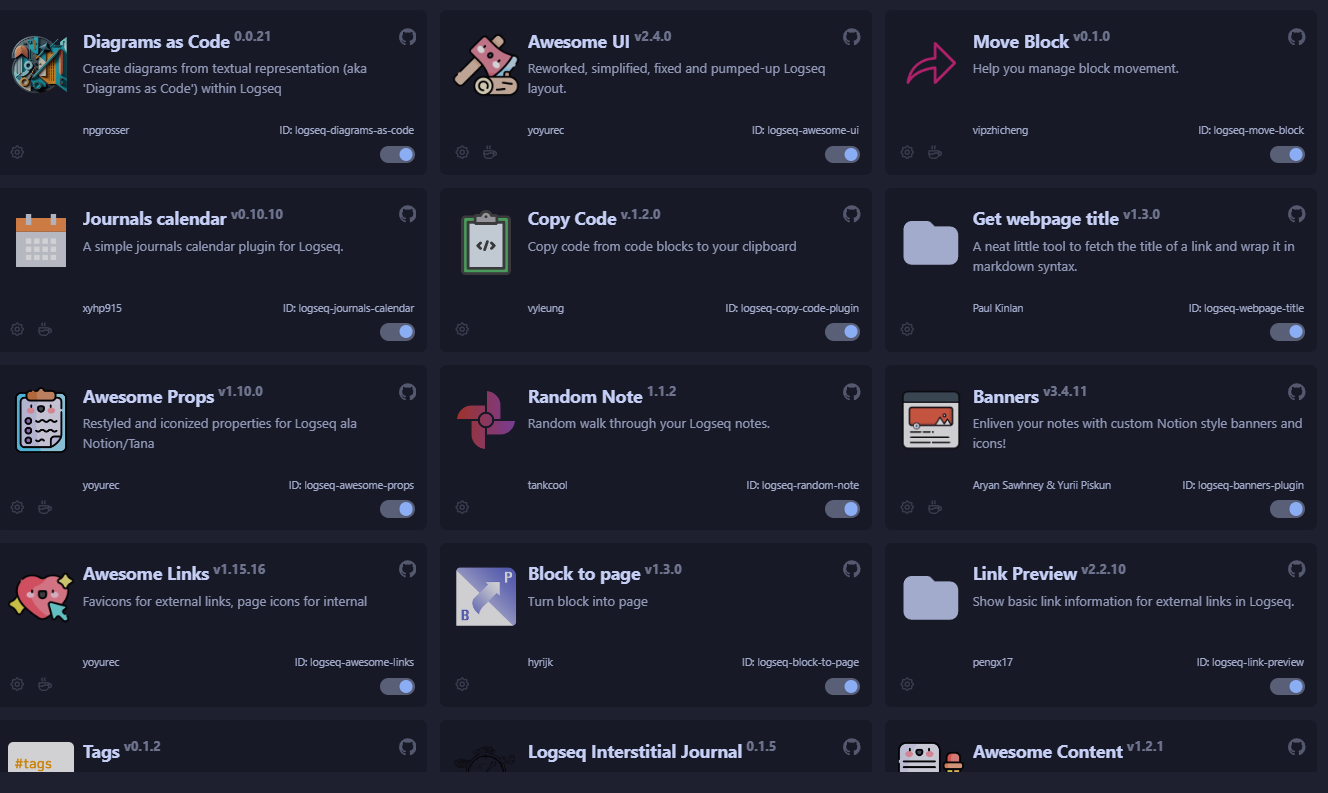 Diagrams as Code 0.0.21
Create diagrams from textual representation (aka
'Diagrams as Code') within Logseq
npgrosser
ID: logseq-diagrams-as-code
Awesome UI v2.4.0
Reworked, simplified, fixed and pumped-up Logseq
layout.
yoyurec
ID: logseq-awesome-ui
Move Block v0.1.0
Help you manage block movement.
vipzhicheng
ID: logseq-move-block
Journals calendar v0.10.10
A simple journals calendar plugin for Logseq.
xyhp915
ID: logseq-journals-calendar
</>
Copy Code v.1.2.0
Copy code from code blocks to your clipboard
vyleung
ID: logseq-copy-code-plugin
Get webpage title v1.3.0
A neat little tool to fetch the title of a link and wrap it in
markdown syntax.
Paul Kinlan
ID: logseq-webpage-title
Awesome Props v1.10.0
Restyled and iconized properties for Logseq ala
Notion/Tana
yoyurec
ID: logseq-awesome-props
Random Note 1.1.2
Random walk through your Logseq notes.
tankcool
ID: logseq-random-note
Banners v3.4.11
Enliven your notes with custom Notion style banners and
icons!
Aryan Sawhney & Yurii Piskun
ID: logseq-banners-plugin
Awesome Links v1.15.16
Favicons for external links, page icons for internal
yoyurec
ID: logseq-awesome-links
P
B
Block to page v1.3.0
Turn block into page
hyrijk
ID: logseq-block-to-page
Link Preview v2.2.10
Show basic link information for external links in Logseq.
pengx17
ID: logseq-link-preview
#tags
Tags v0.1.2
Logseq Interstitial Journal 0.1.5
Awesome Content v1.2.1